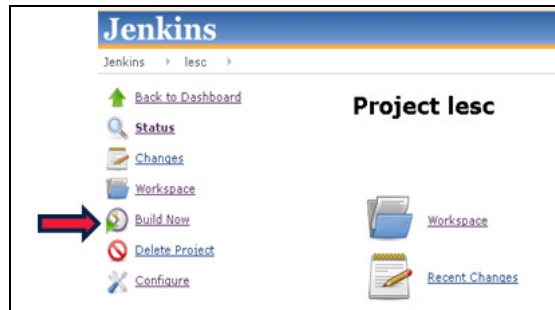 Jenkins
Jenkins lesc
Back to Dashboard
Status
Changes
Workspace
Build Now
Delete Project
Configure
Project lesc
Workspace
Recent Changes